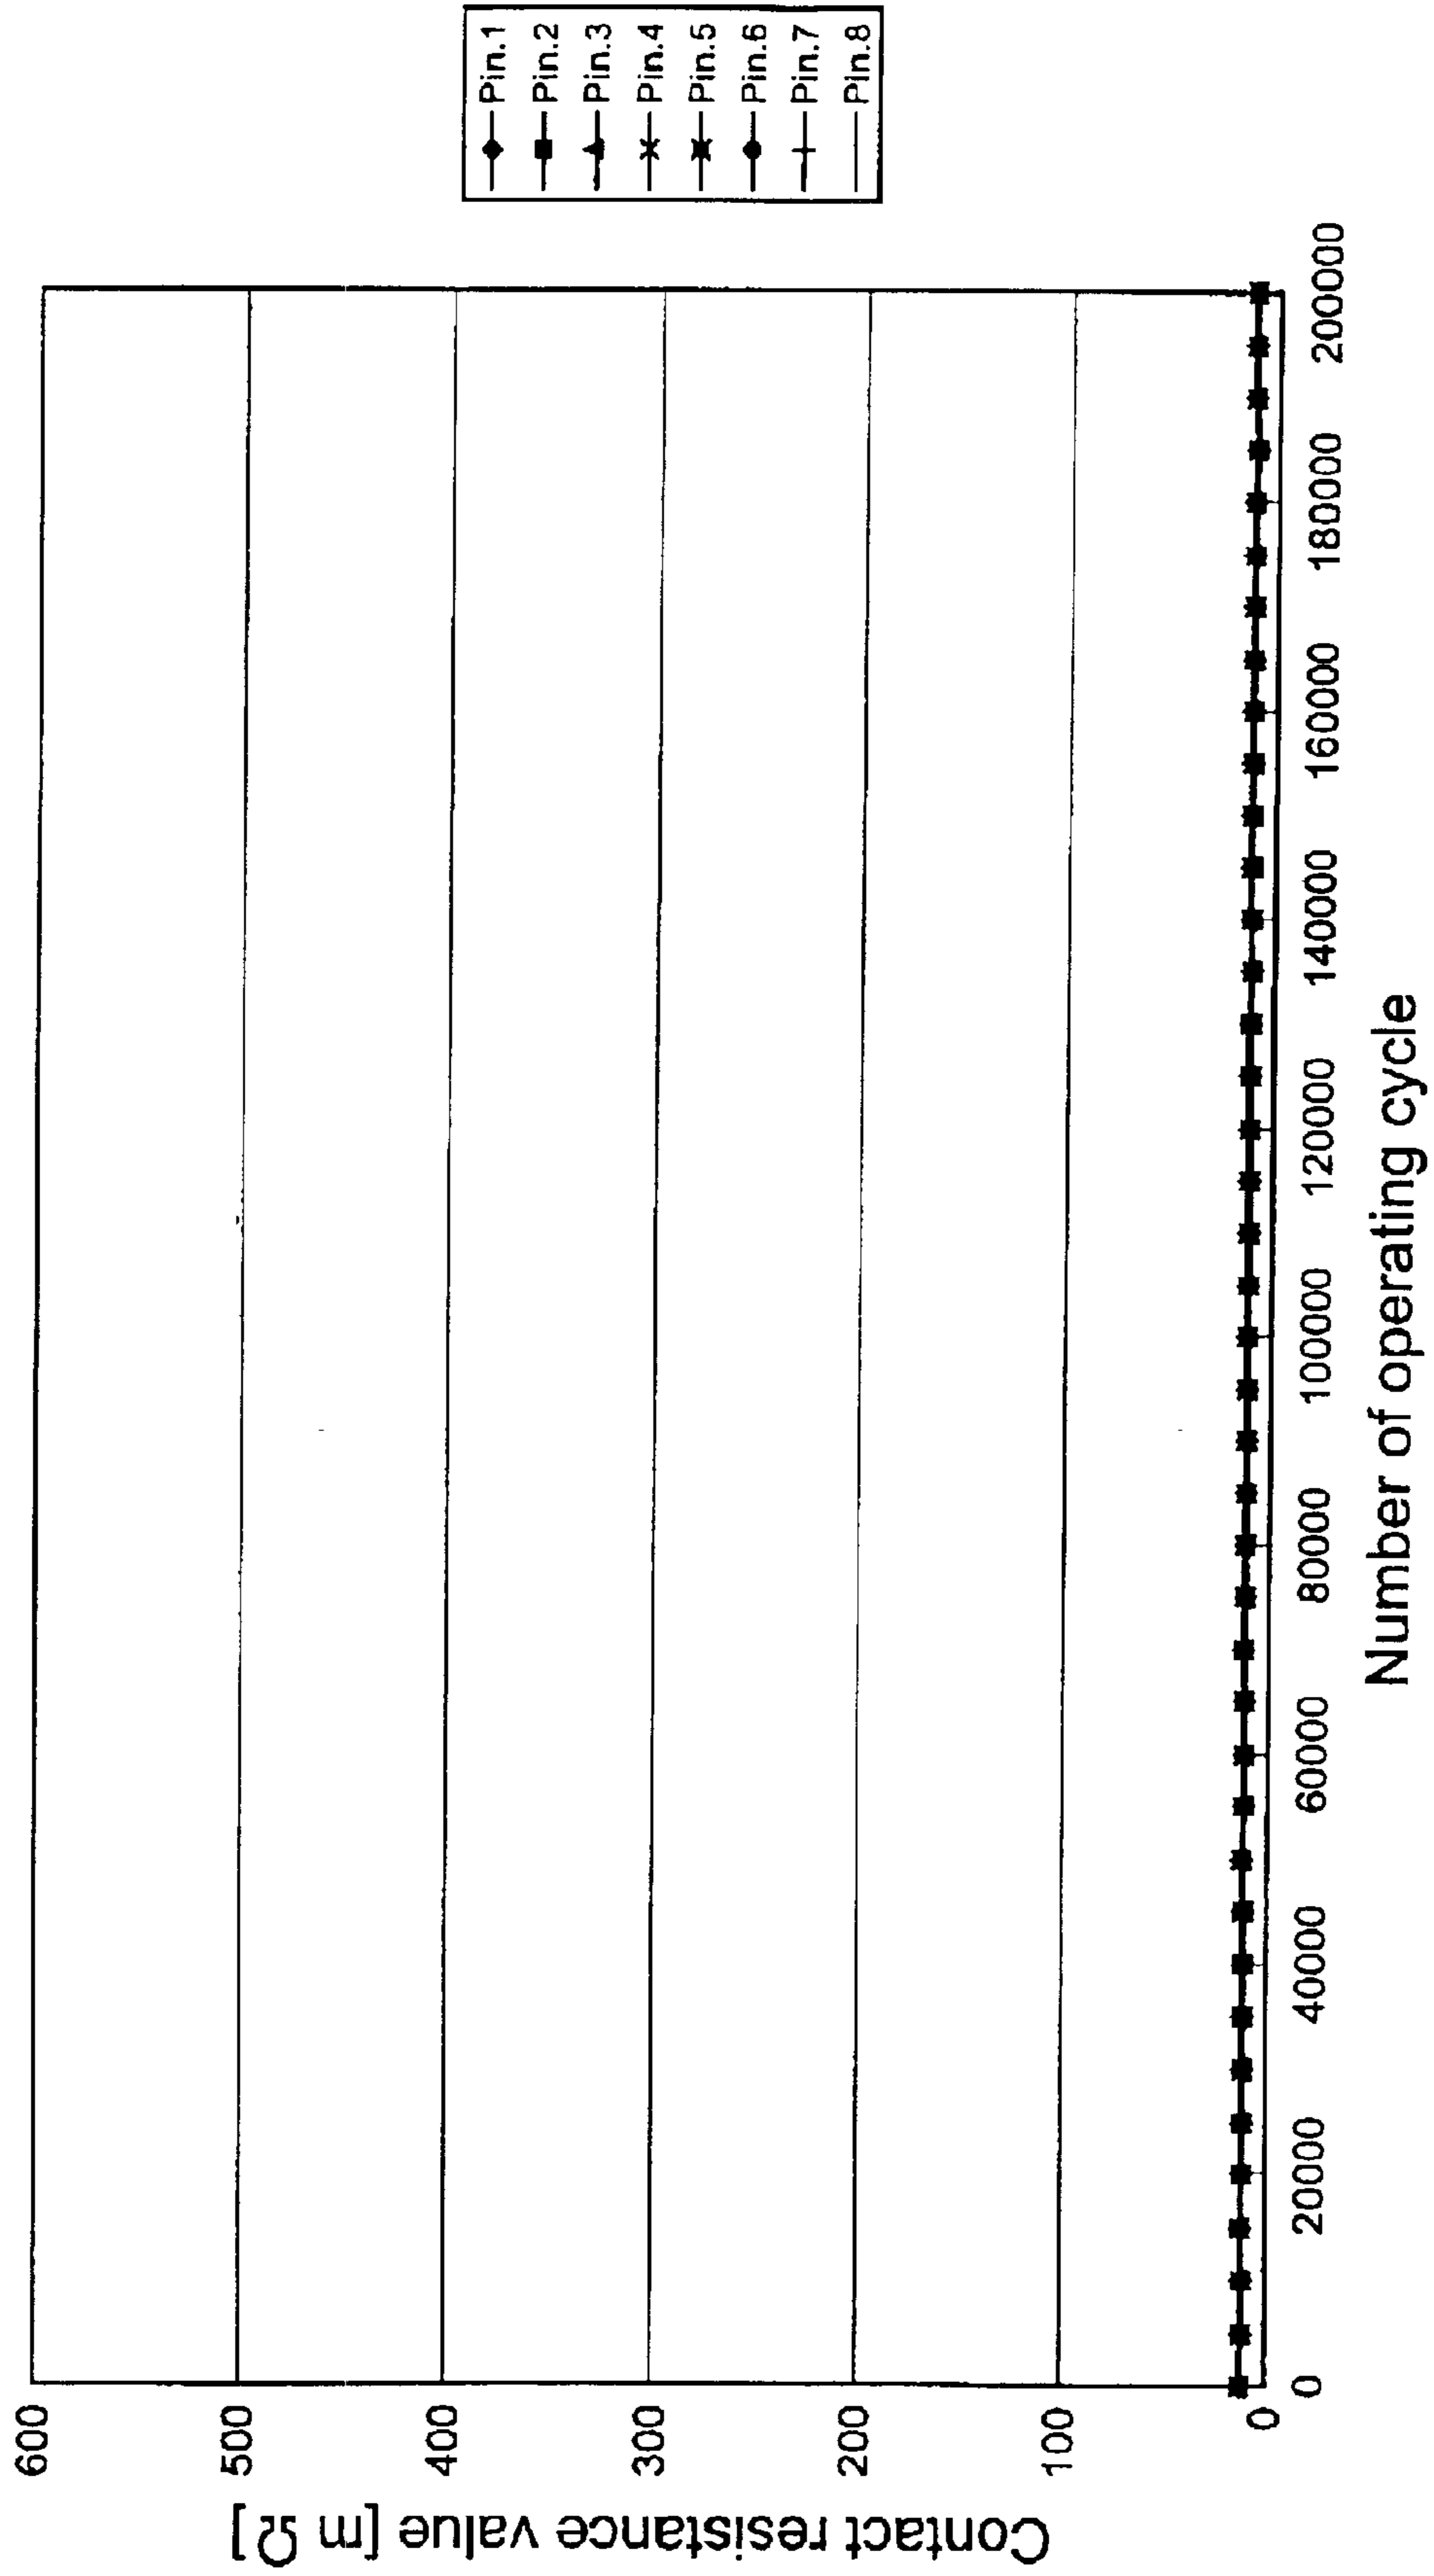 Contact resistance value [m Ω]
600
500
400
300
200
100
0
0 20000 40000 60000 80000 100000 120000 140000 160000 180000 200000
Number of operating cycle
Pin.1
Pin.2
Pin.3
Pin.4
Pin.5
Pin.6
Pin.7
Pin.8